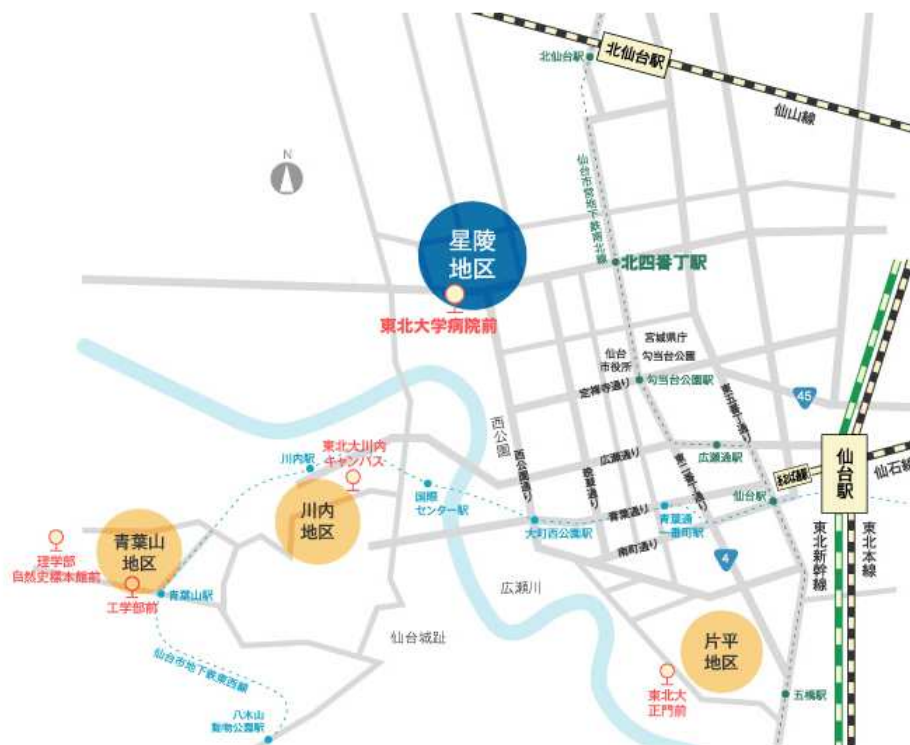 北仙台駅
北仙台駅
仙山線
N
仙台市営地下鉄南北線
星陵
地区
北四番丁駅
東北大学病院前
宮城県庁
仙台
市役所
勾当台公園
勾当台公園駅
定禅寺通り
東五番丁通り
45
西公園
西公園通り
晩翠通り
広瀬通り
東二番丁通り
広瀬通駅
あおば通駅
仙台駅
仙石線
東北大川内
キャンパス
川内駅
国際
センター駅
川内
地区
大町西公園駅
青葉通り
青葉通
一番町駅
仙台駅
南町通り
4
東北新幹線
東北本線
青葉山
地区
理学部
自然史標本館前
工学部前
青葉山駅
広瀬川
仙台城趾
仙台市地下鉄東西線
八木山
動物公園駅
片平
地区
東北大
正門前
五橋駅